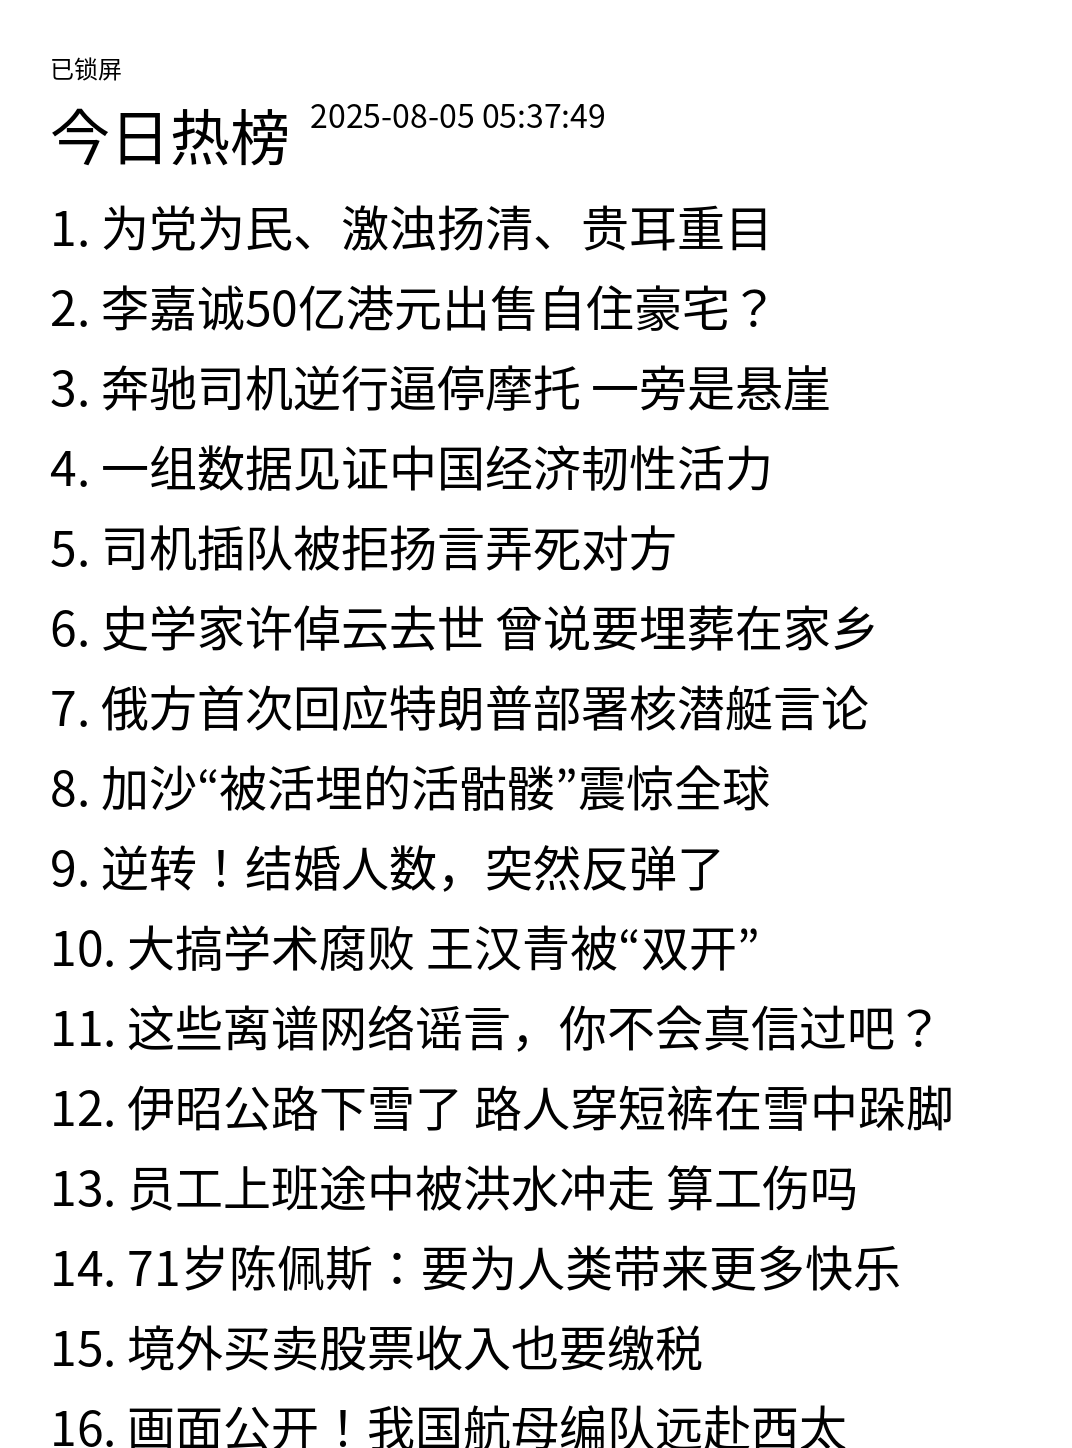 已锁屏
今日热榜 2025-08-05 05:37:49
1. 为党为民、激浊扬清、贵耳重目
2. 李嘉诚50亿港元出售自住豪宅？
3. 奔驰司机逆行逼停摩托 一旁是悬崖
4. 一组数据见证中国经济韧性活力
5. 司机插队被拒扬言弄死对方
6. 史学家许倬云去世 曾说要埋葬在家乡
7. 俄方首次回应特朗普部署核潜艇言论
8. 加沙“被活埋的活骷髅”震惊全球
9. 逆转！结婚人数，突然反弹了
10. 大搞学术腐败 王汉青被“双开”
11. 这些离谱网络谣言，你不会真信过吧？
12. 伊昭公路下雪了 路人穿短裤在雪中跺脚
13. 员工上班途中被洪水冲走 算工伤吗
14. 71岁陈佩斯：要为人类带来更多快乐
15. 境外买卖股票收入也要缴税
16. 画面公开！我国航母编队远赴西太